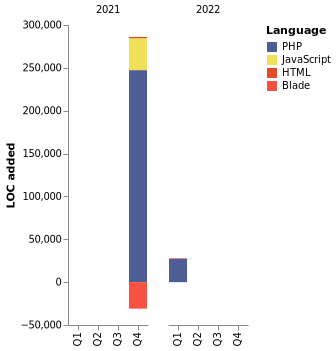 2021 2022
Language
PHP
JavaScript
HTML
Blade
LOC added
300,000
250,000
200,000
150,000
100,000
50,000
0
−50,000
Q1 Q2 Q3 Q4 Q1 Q2 Q3 Q4